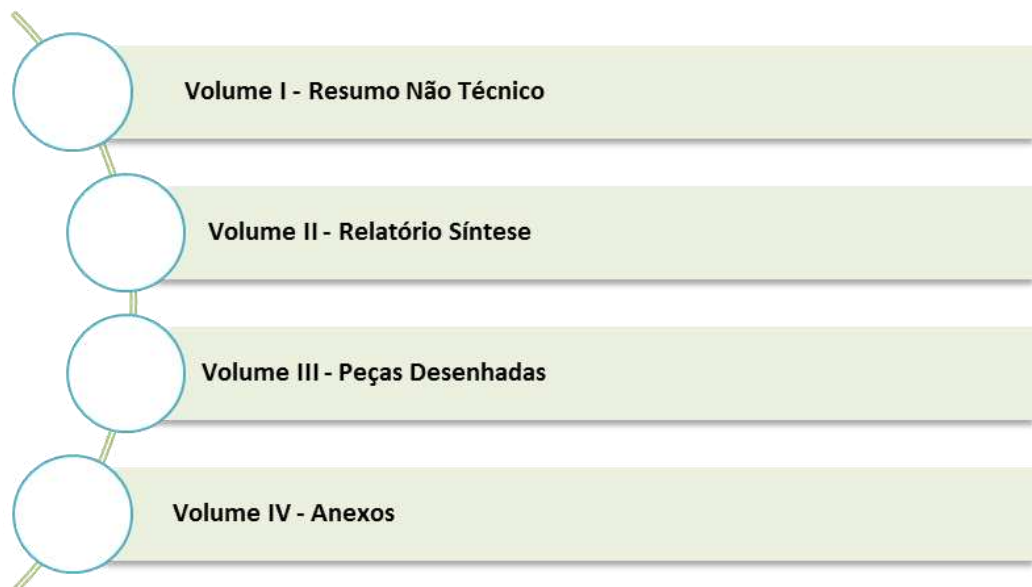 Volume I - Resumo Não Técnico
Volume II - Relatório Síntese
Volume III - Peças Desenhadas
Volume IV - Anexos